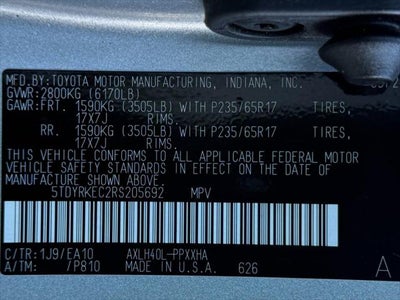 MFD.BY:TOYOTA MOTOR MANUFACTURING, INDIANA, INC.
GVWR:2800KG (6170LB)
GAWR:FRT. 1590KG (3505LB) WITH P235/65R17 TIRES,
17X7J RIMS.
RR. 1590KG (3505LB) WITH P235/65R17 TIRES,
17X7J RIMS.
THIS VEHICLE CONFORMS TO ALL APPLICABLE FEDERAL MOTOR
VEHICLE SAFETY STANDARDS IN EFFECT ON THE DATE OF
MANUFACTURE SHOWN ABOVE.
5TDYRKEC2RS205692 MPV
C/TR:1J9/EA10 AXLH40L-PPXXHA
A/TM: /P810 MADE IN U.S.A. 626 A